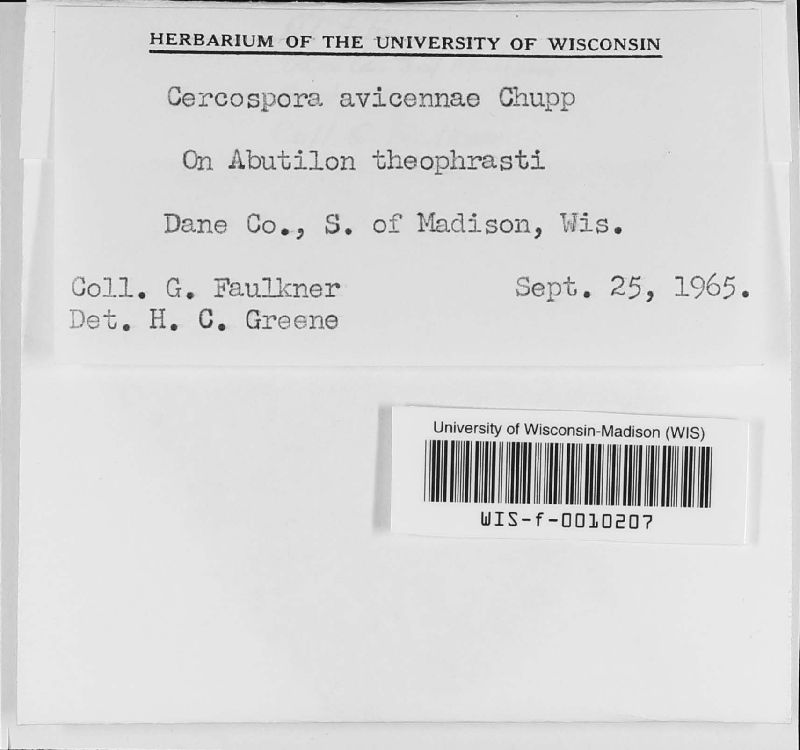 HERBARIUM OF THE UNIVERSITY OF WISCONSIN
Cercospora avicennae Chupp
On Abutilon theophrasti
Dane Co., S. of Madison, Wis.
Coll. G. Faulkner Sept. 25, 1965.
Det. H. C. Greene
University of Wisconsin-Madison (WIS)
WIS-f-0010207